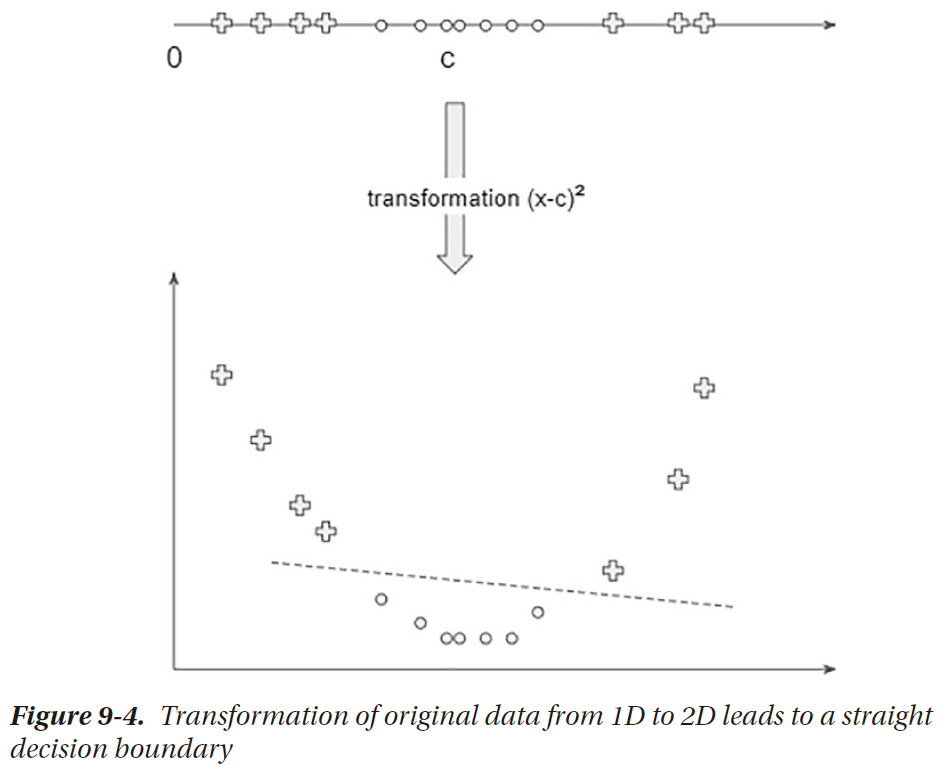 0
c
transformation (x-c)²
Figure 9-4. Transformation of original data from 1D to 2D leads to a straight
decision boundary